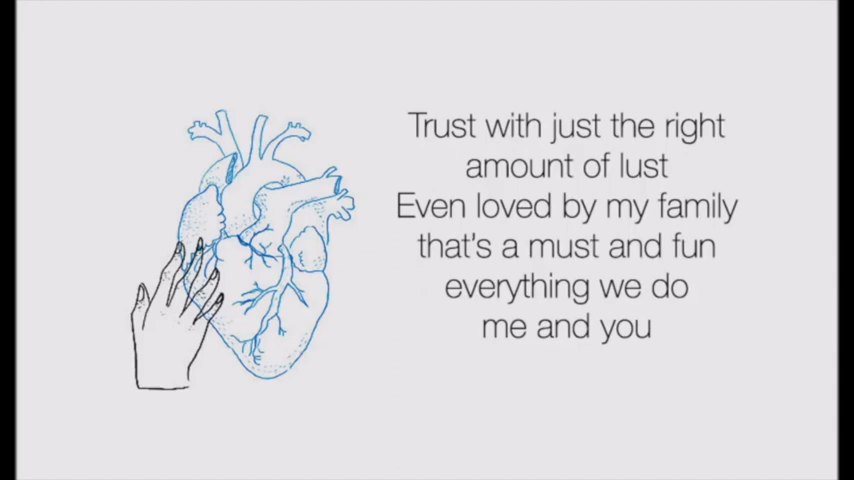 Trust with just the right
amount of lust
Even loved by my family
that's a must and fun
everything we do
me and you